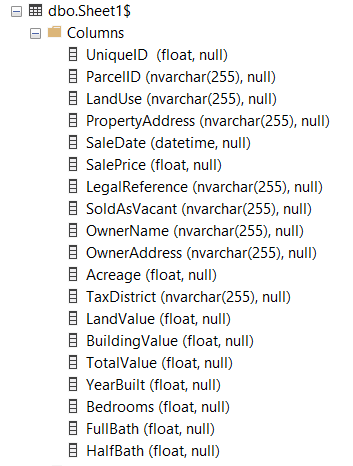 dbo.Sheet1$
Columns
UniqueID  (float, null)
ParcelID (nvarchar(255), null)
LandUse (nvarchar(255), null)
PropertyAddress (nvarchar(255), null)
SaleDate (datetime, null)
SalePrice (float, null)
LegalReference (nvarchar(255), null)
SoldAsVacant (nvarchar(255), null)
OwnerName (nvarchar(255), null)
OwnerAddress (nvarchar(255), null)
Acreage (float, null)
TaxDistrict (nvarchar(255), null)
LandValue (float, null)
BuildingValue (float, null)
TotalValue (float, null)
YearBuilt (float, null)
Bedrooms (float, null)
FullBath (float, null)
HalfBath (float, null)